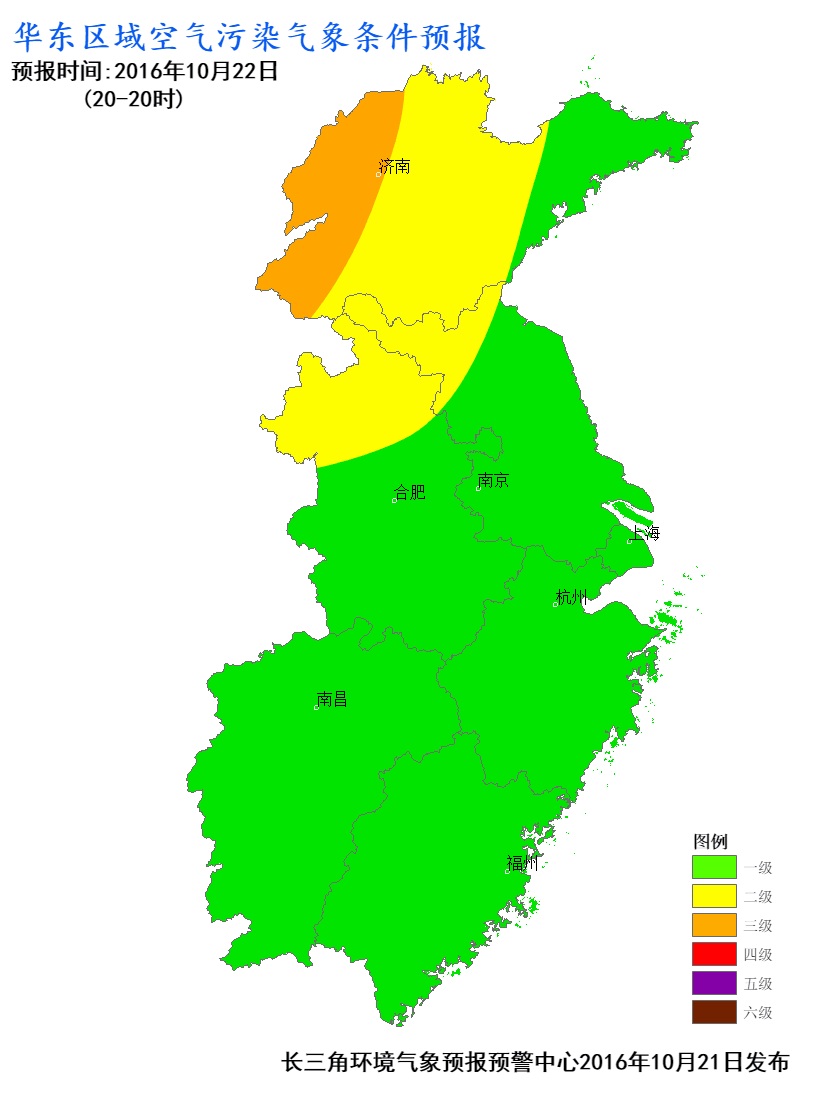 华东区域空气污染气象条件预报
预报时间:2016年10月22日
(20-20时)
济南
南京
合肥
上海
杭州
南昌
福州
图例
一级
二级
三级
四级
五级
六级
长三角环境气象预报预警中心2016年10月21日发布